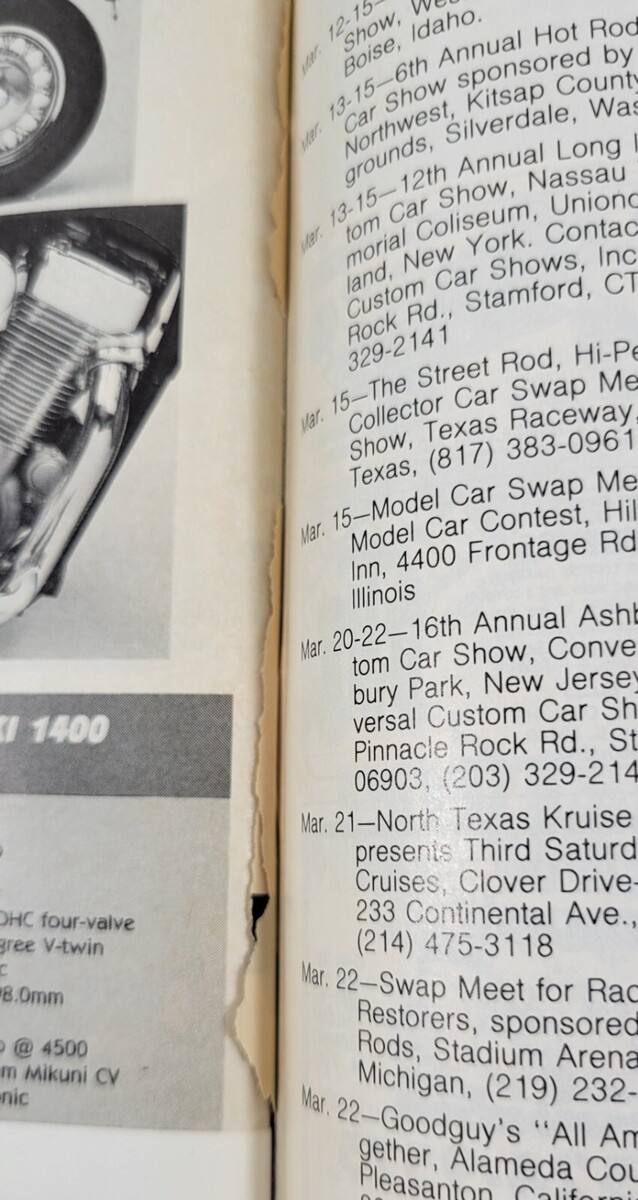 KI 1400
OHC four-valve
gree V-twin
c
98.0mm
@ 4500
m Mikuni CV
nic
Mar. 12-15—
Show, Wes
Boise, Idaho.
Mar. 13-15—6th Annual Hot Rod
Car Show sponsored by
Northwest, Kitsap County
grounds, Silverdale, Was
Mar. 13-15—12th Annual Long I
tom Car Show, Nassau
morial Coliseum, Uniond
land, New York. Contac
Custom Car Shows, Inc
Rock Rd., Stamford, CT
329-2141
Mar. 15—The Street Rod, Hi-Pe
Collector Car Swap Me
Show, Texas Raceway,
Texas, (817) 383-0961
Mar. 15—Model Car Swap Me
Model Car Contest, Hil
Inn, 4400 Frontage Rd
Illinois
Mar. 20-22—16th Annual Ashb
tom Car Show, Conve
bury Park, New Jersey
versal Custom Car Sh
Pinnacle Rock Rd., St
06903, (203) 329-214
Mar. 21—North Texas Kruise
presents Third Saturd
Cruises, Clover Drive-
233 Continental Ave.,
(214) 475-3118
Mar. 22—Swap Meet for Rac
Restorers, sponsored
Rods, Stadium Arena
Michigan, (219) 232-
Mar. 22—Goodguy's "All Am
gether, Alameda Cou
Pleasanton, California